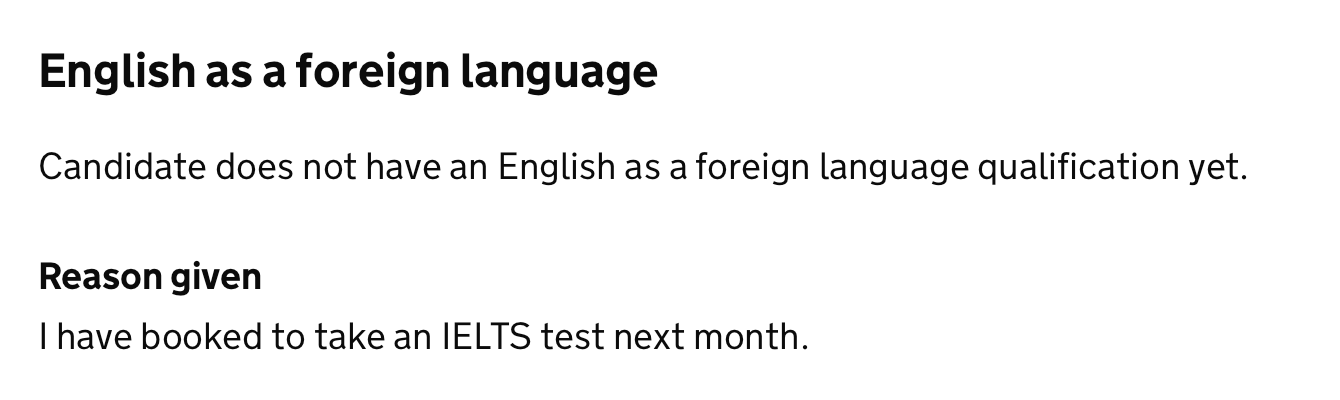 English as a foreign language
Candidate does not have an English as a foreign language qualification yet.
Reason given
I have booked to take an IELTS test next month.